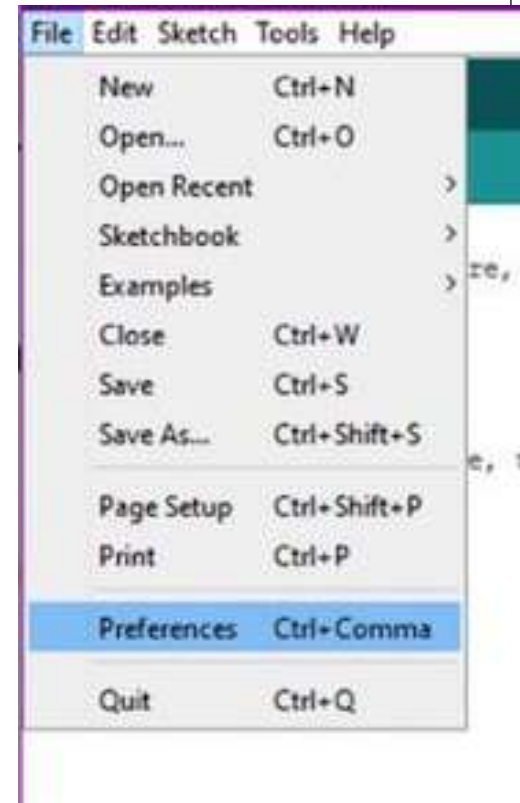 File Edit Sketch Tools Help
New Ctrl+N
Open... Ctrl+O
Open Recent >
Sketchbook >
Examples >
Close Ctrl+W
Save Ctrl+S
Save As... Ctrl+Shift+S
Page Setup Ctrl+Shift+P
Print Ctrl+P
Preferences Ctrl+Comma
Quit Ctrl+Q